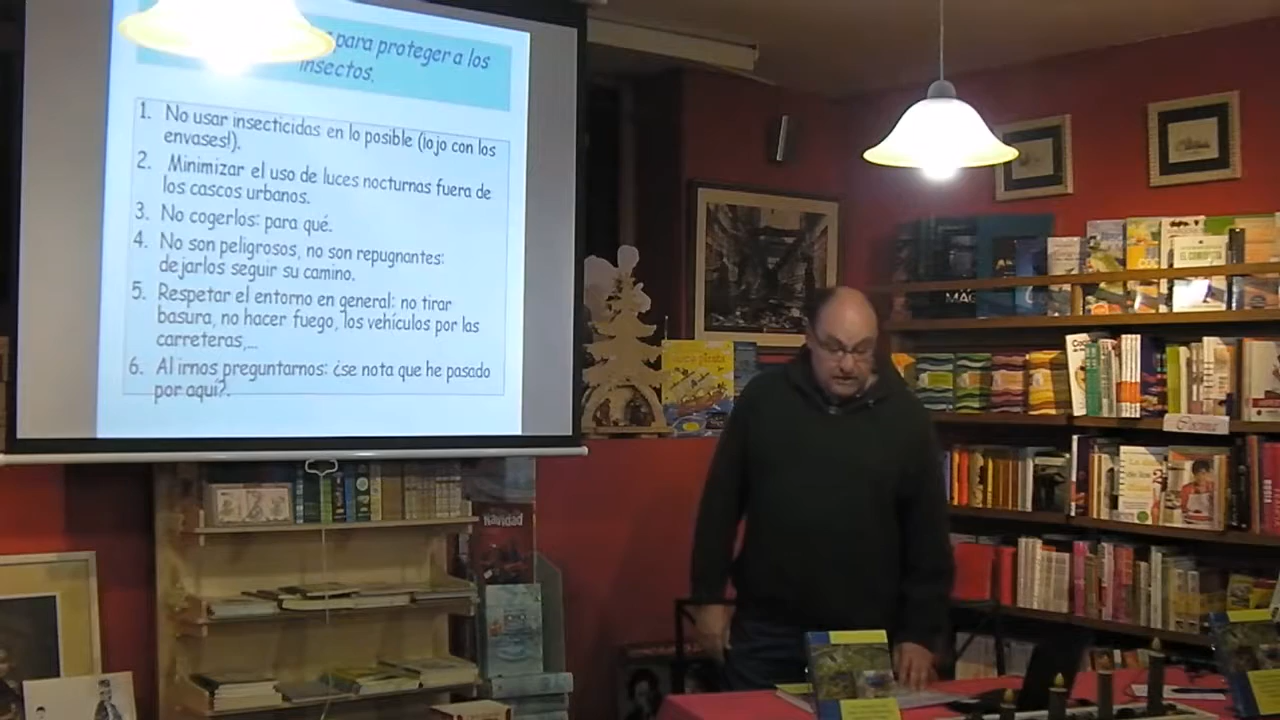 para proteger a los
insectos.
1. No usar insecticidas en lo posible (¡ojo con los
envases!).
2. Minimizar el uso de luces nocturnas fuera de
los cascos urbanos.
3. No cogerlos: para qué.
4. No son peligrosos, no son repugnantes:
dejarlos seguir su camino.
5. Respetar el entorno en general: no tirar
basura, no hacer fuego, los vehículos por las
carreteras,...
6. Al irnos preguntarnos: ¿se nota que he pasado
por aquí?.
Navidad
Cocina